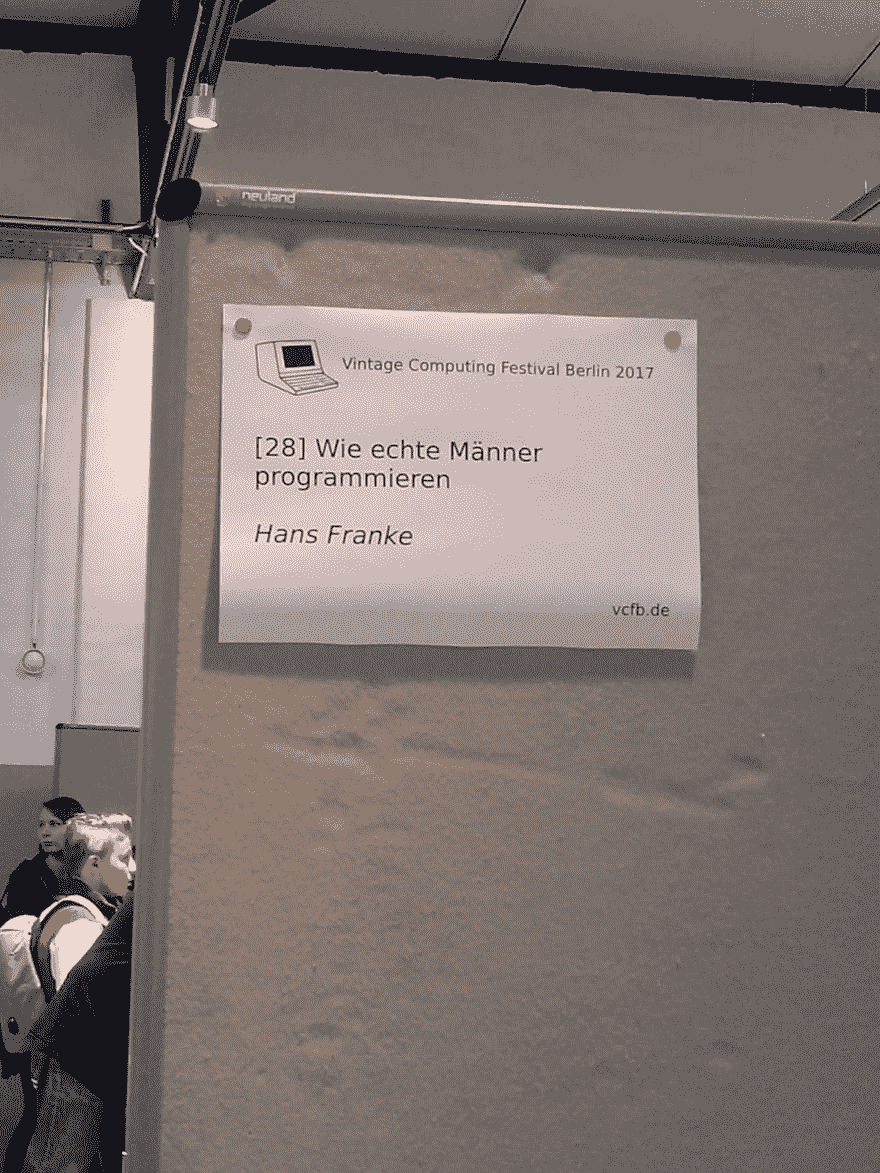 neuland
Vintage Computing Festival Berlin 2017
[28] Wie echte Männer
programmieren
Hans Franke
vcfb.de